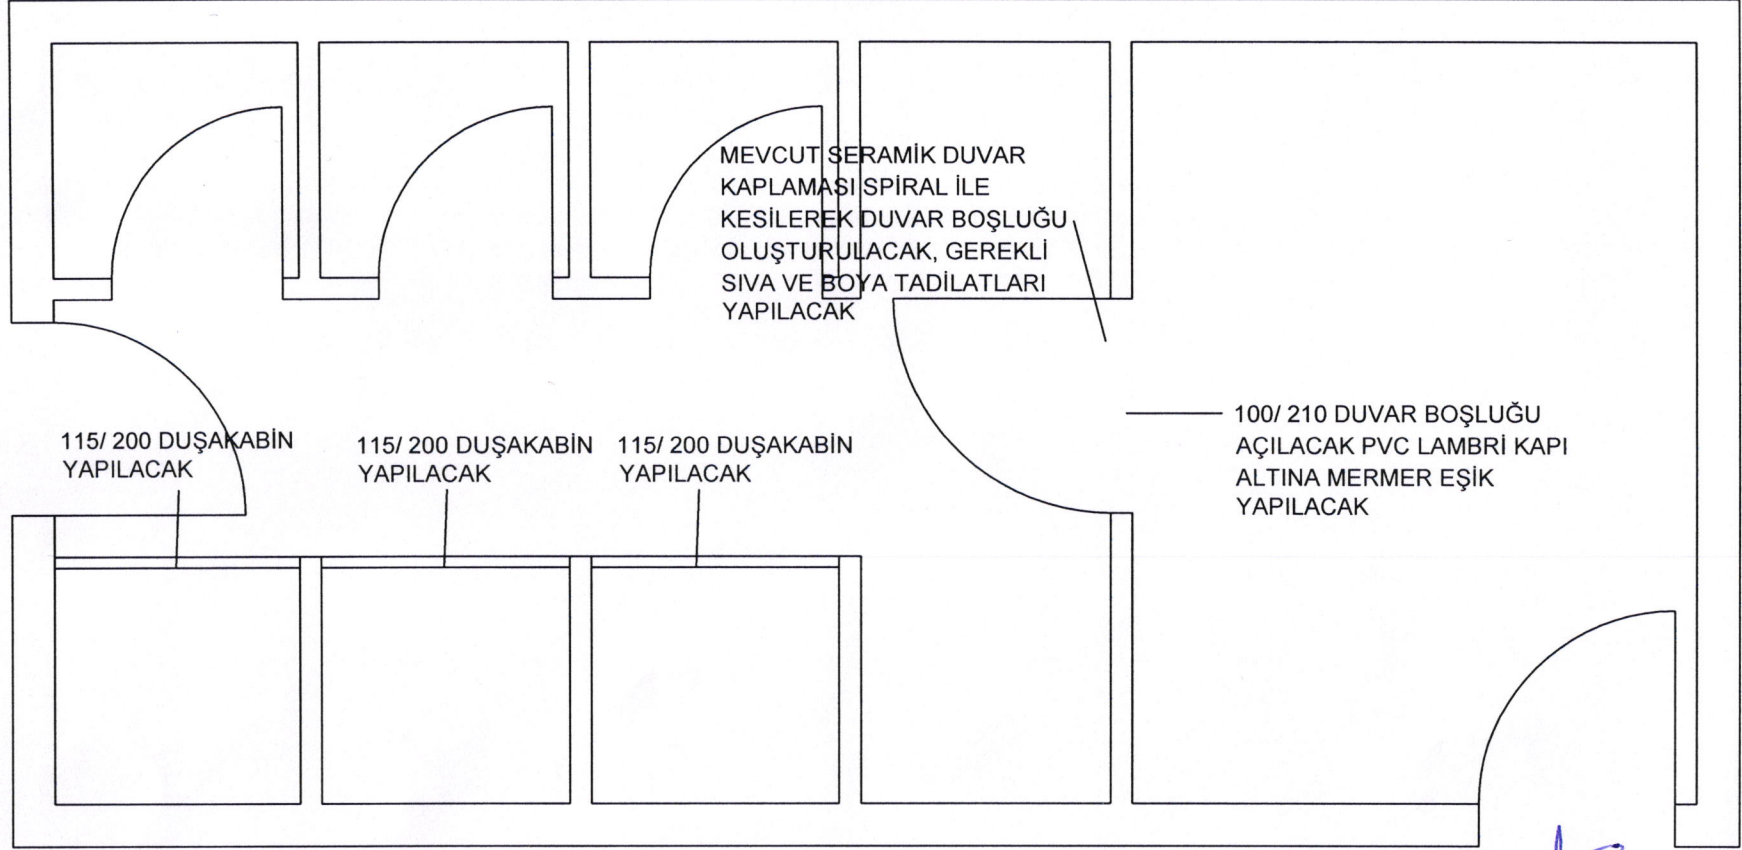 MEVCUT SERAMİK DUVAR
KAPLAMASI SPİRAL İLE
KESİLEREK DUVAR BOŞLUĞU
OLUŞTURULACAK, GEREKLİ
SIVA VE BOYA TADİLATLARI
YAPILACAK
115/ 200 DUŞAKABİN
YAPILACAK
115/ 200 DUŞAKABİN
YAPILACAK
115/ 200 DUŞAKABİN
YAPILACAK
100/ 210 DUVAR BOŞLUĞU
AÇILACAK PVC LAMBRİ KAPI
ALTINA MERMER EŞİK
YAPILACAK